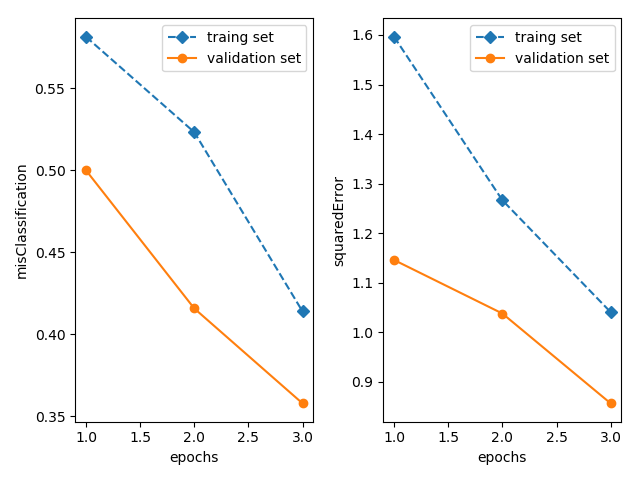 traing set
validation set
0.55
0.50
0.45
0.40
0.35
misClassification
1.0 1.5 2.0 2.5 3.0
epochs
traing set
validation set
1.6
1.5
1.4
1.3
1.2
1.1
1.0
0.9
squaredError
1.0 1.5 2.0 2.5 3.0
epochs